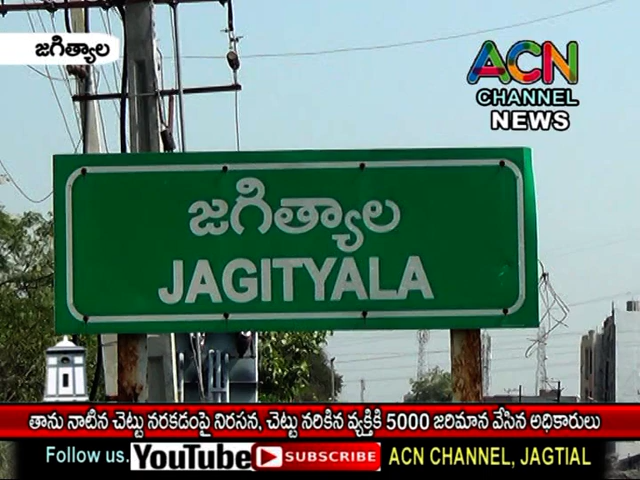 జగిత్యాల
ACN
CHANNEL
NEWS
జగిత్యాల
JAGITYALA
తాను నాటిన చెట్టు నరకడంపై నిరసన, చెట్టు నరికిన వ్యక్తికి 5000 జరిమాన వేసిన అధికారులు
Follow us. YouTube SUBSCRIBE ACN CHANNEL, JAGTIAL